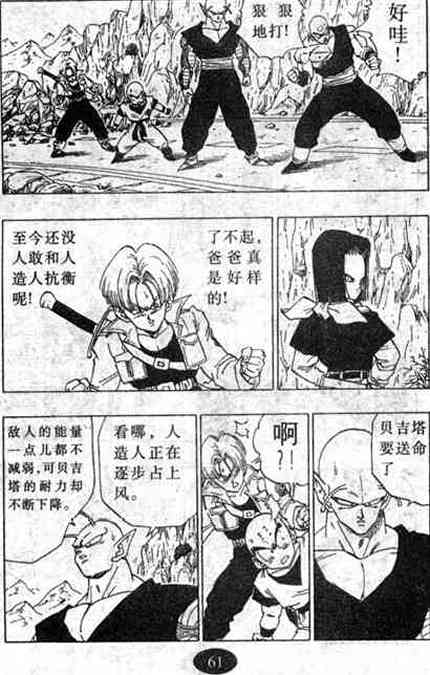 好哇！
狠狠
地打！
了不起，
爸爸真
是好样
的！
至今还没
人敢和人
造人抗衡
呢！
贝吉塔
要送命
了
啊
?!
看哪，人
造人正在
逐步占上
风。
敌人的能量
一点儿都不
减弱，可贝吉
塔的耐力却
不断下降。
61